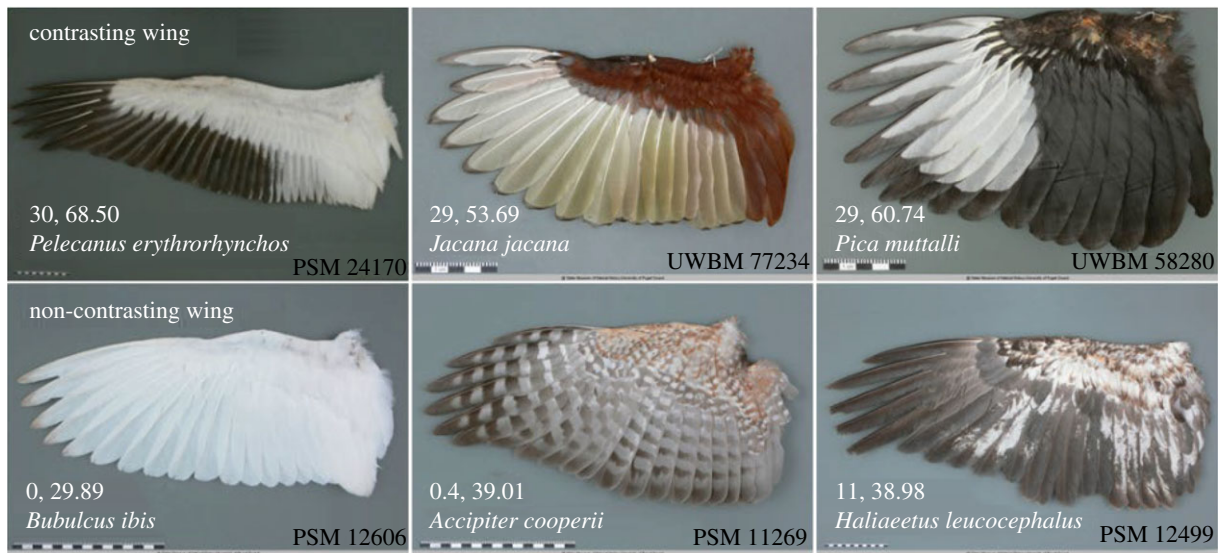 contrasting wing
30, 68.50
Pelecanus erythrorhynchos
PSM 24170
29, 53.69
Jacana jacana
UWBM 77234
29, 60.74
Pica muttalli
UWBM 58280
non-contrasting wing
0, 29.89
Bubulcus ibis
PSM 12606
0.4, 39.01
Accipiter cooperii
PSM 11269
11, 38.98
Haliaeetus leucocephalus
PSM 12499